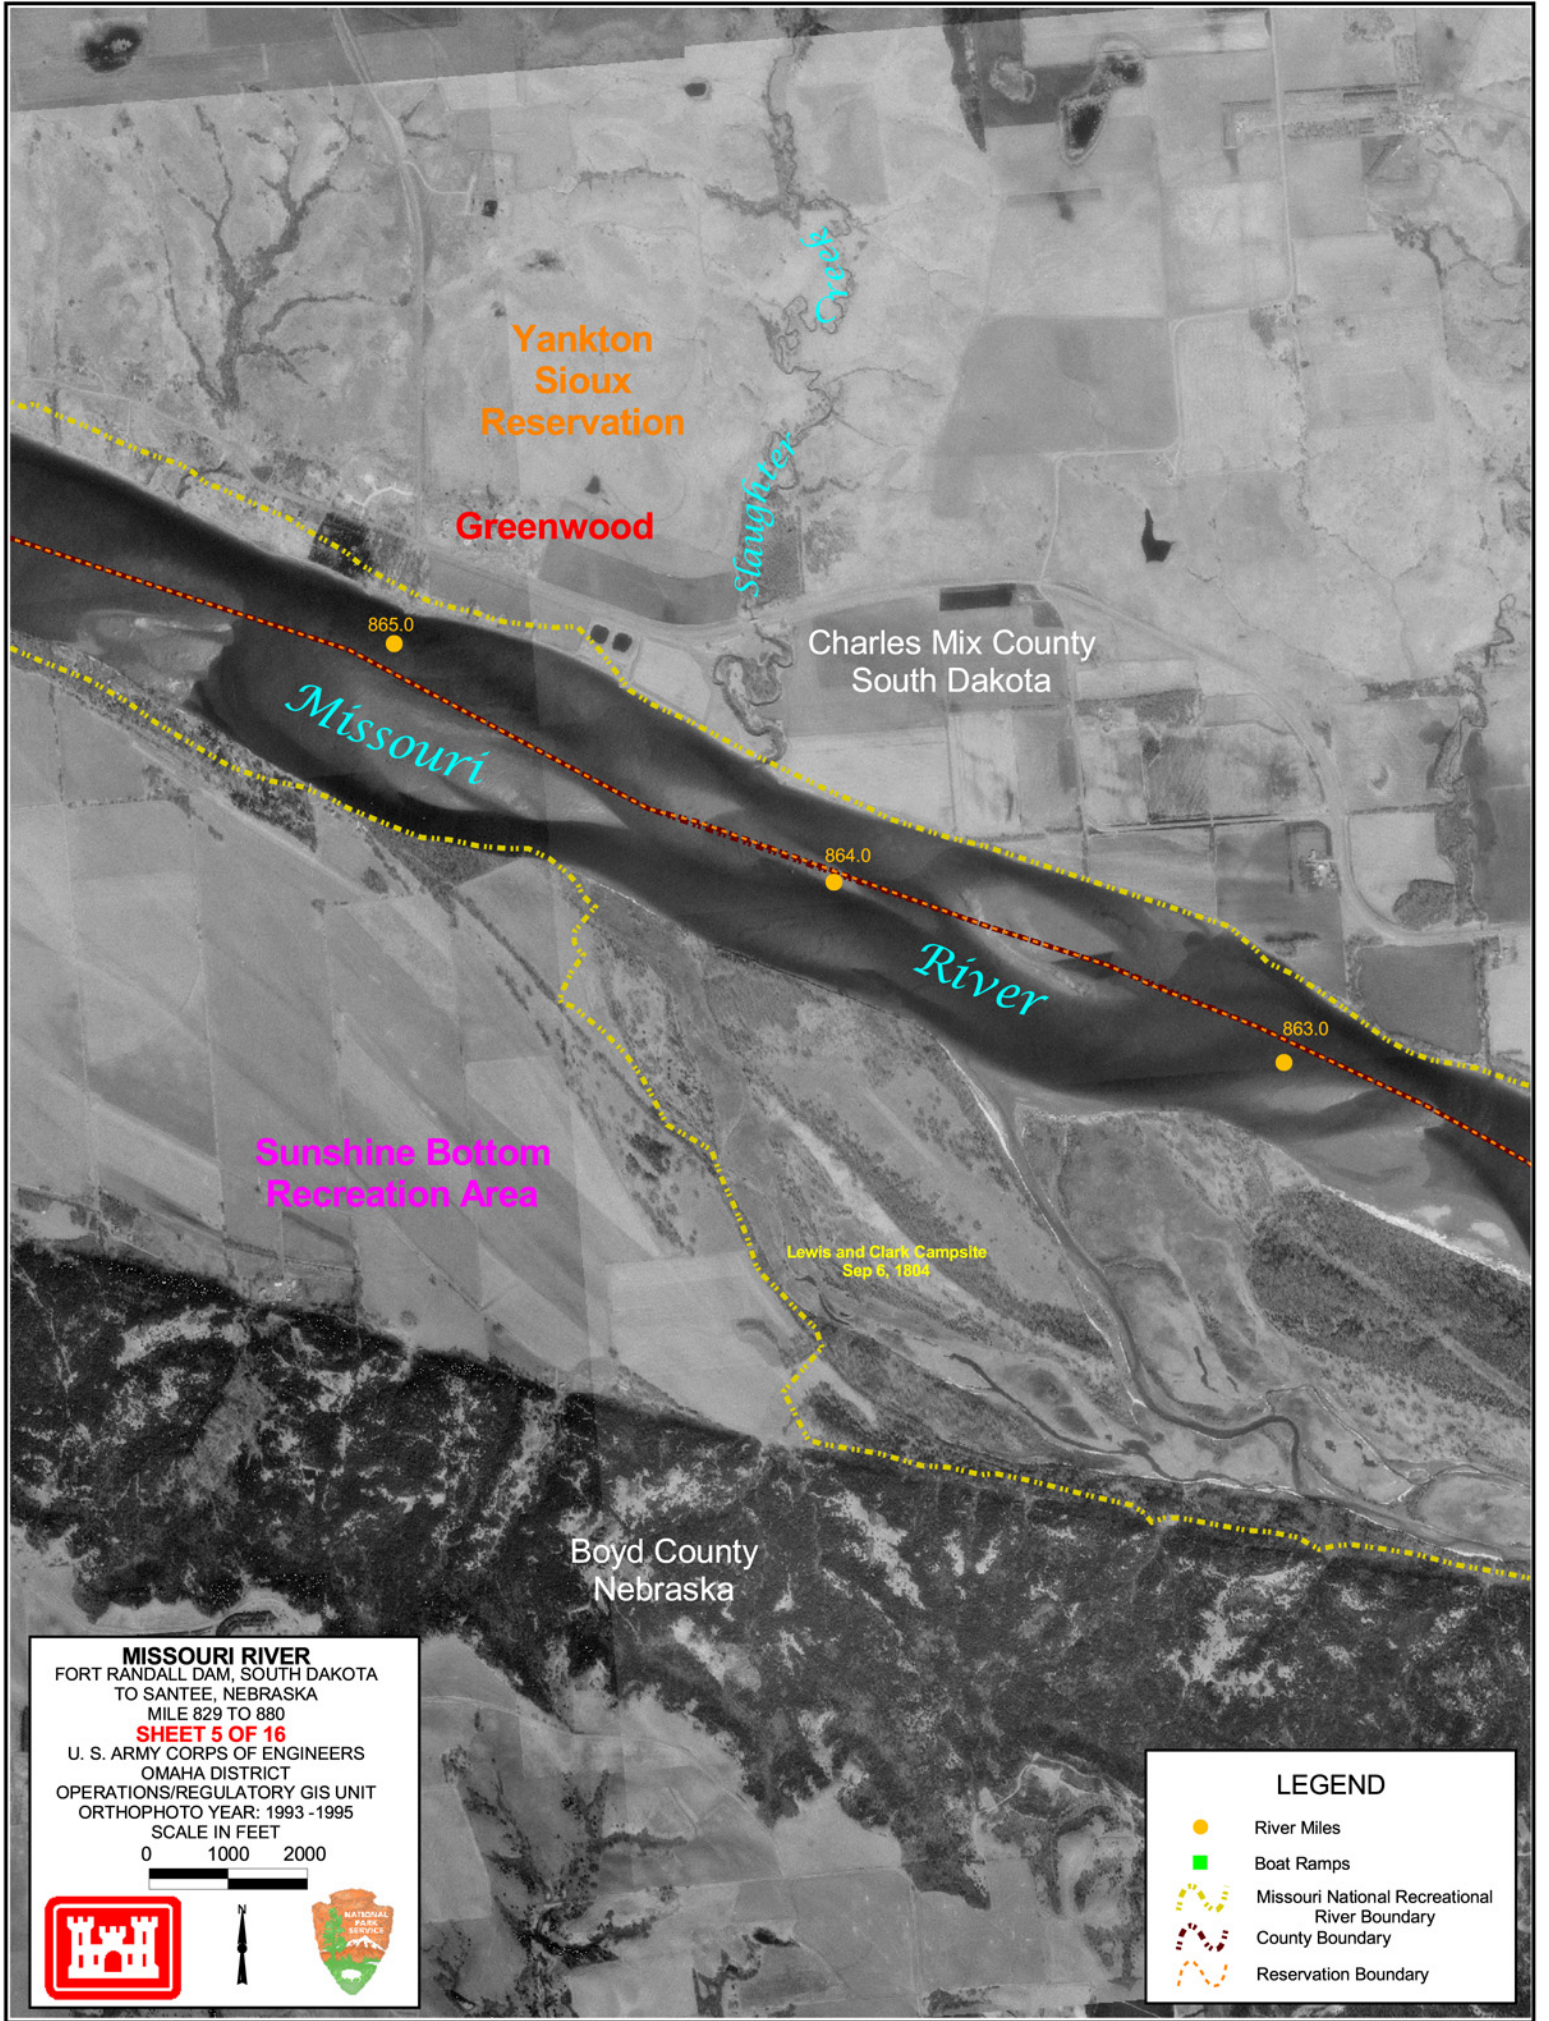 Creek
Yankton
Sioux
Reservation
Slaughter
Greenwood
865.0
Charles Mix County
South Dakota
Missouri
864.0
River
863.0
Sunshine Bottom
Recreation Area
Lewis and Clark Campsite
Sep 6, 1804
Boyd County
Nebraska
MISSOURI RIVER
FORT RANDALL DAM, SOUTH DAKOTA
TO SANTEE, NEBRASKA
MILE 829 TO 880
SHEET 5 OF 16
U. S. ARMY CORPS OF ENGINEERS
OMAHA DISTRICT
OPERATIONS/REGULATORY GIS UNIT
ORTHOPHOTO YEAR: 1993 -1995
SCALE IN FEET
0 1000 2000
N
NATIONAL
PARK
SERVICE
LEGEND
River Miles
Boat Ramps
Missouri National Recreational
River Boundary
County Boundary
Reservation Boundary